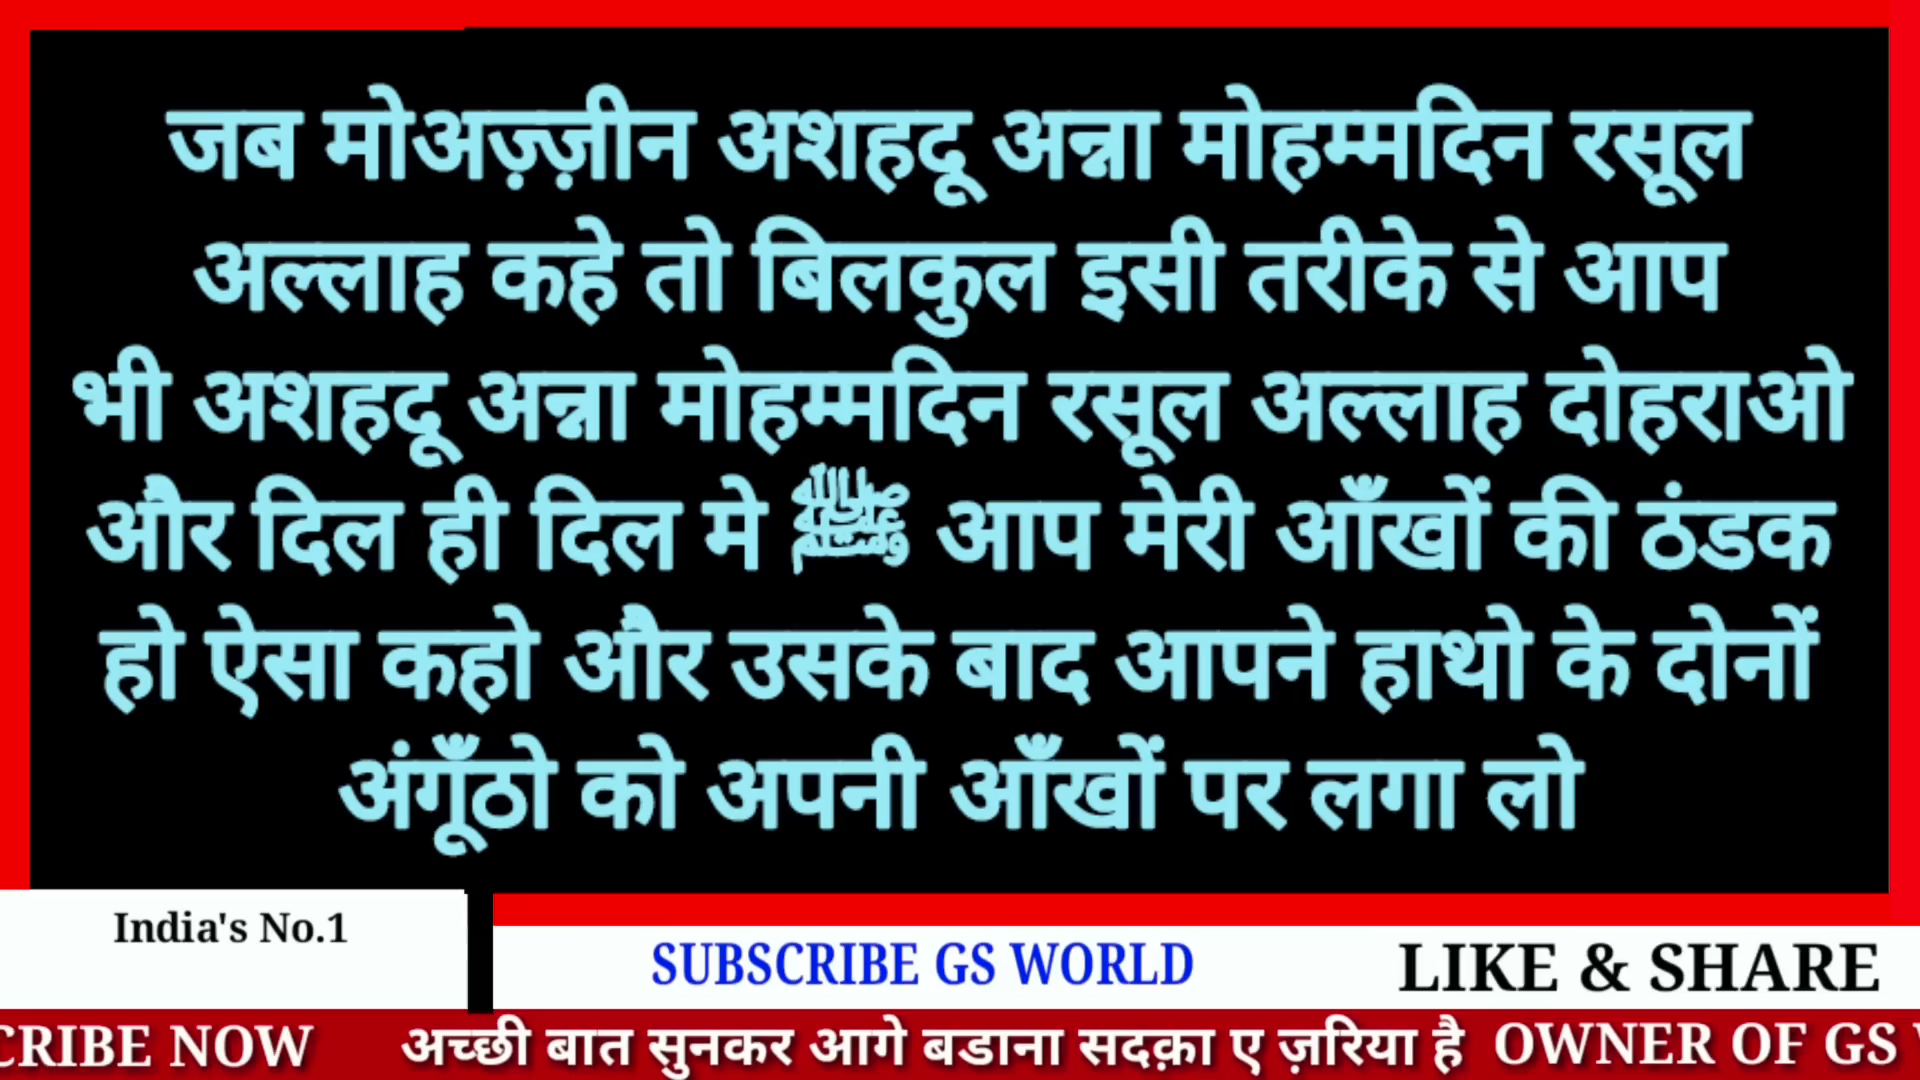 जब मोअज़्ज़ीन अशहदू अन्ना मोहम्मदिन रसूल
अल्लाह कहे तो बिलकुल इसी तरीके से आप
भी अशहदू अन्ना मोहम्मदिन रसूल अल्लाह दोहराओ
और दिल ही दिल मे ﷺ आप मेरी आँखों की ठंडक
हो ऐसा कहो और उसके बाद आपने हाथो के दोनों
अंगूँठो को अपनी आँखों पर लगा लो
India's No.1
SUBSCRIBE GS WORLD
LIKE & SHARE
CRIBE NOW अच्छी बात सुनकर आगे बडाना सदक़ा ए ज़रिया है OWNER OF GS